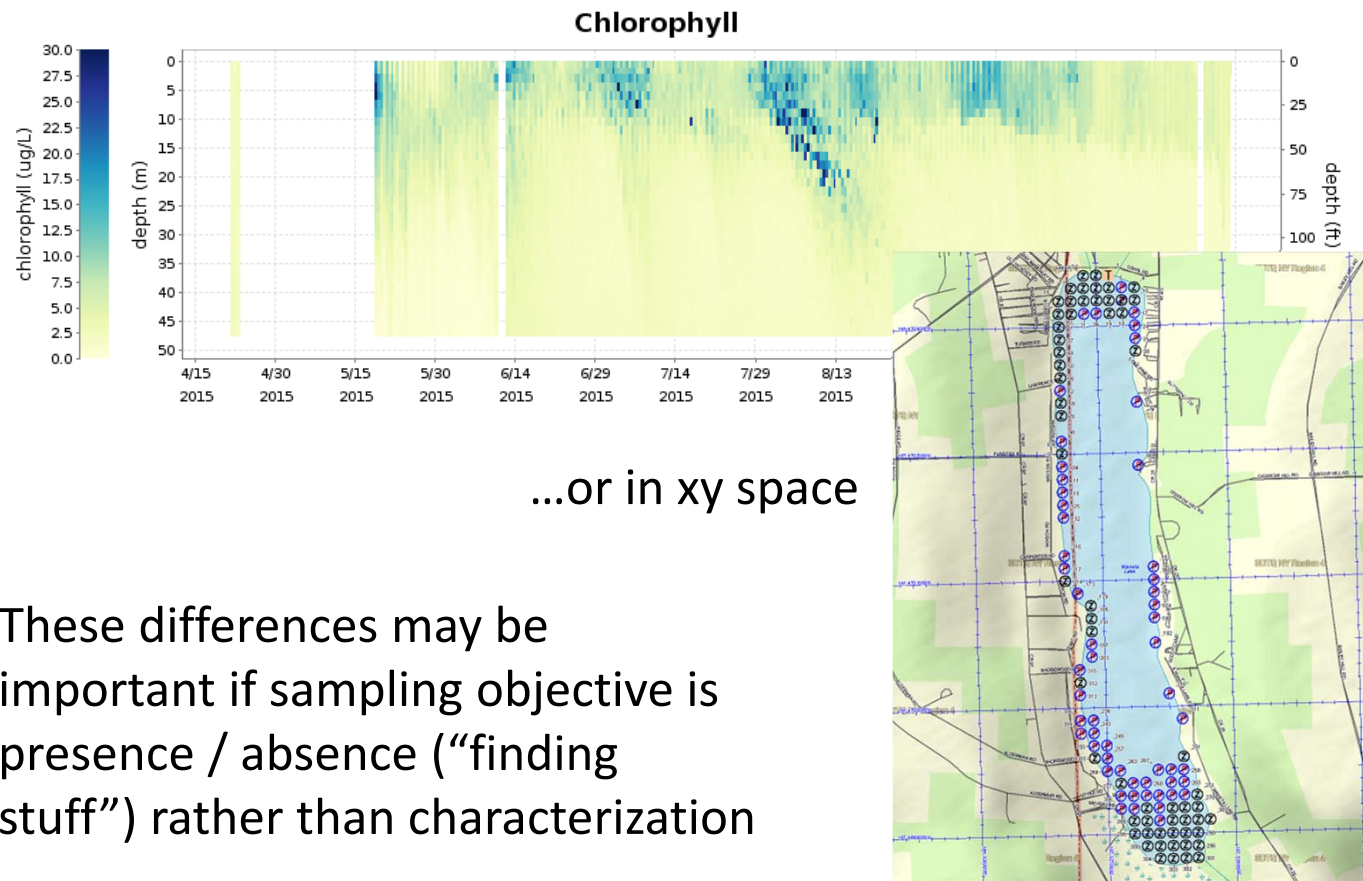 Chlorophyll
chlorophyll (ug/L)
30.0
27.5
25.0
22.5
20.0
17.5
15.0
12.5
10.0
7.5
5.0
2.5
0.0
depth (m)
0
5
10
15
20
25
30
35
40
45
50
0
25
50
75
100
depth (ft)
4/15 4/30 5/15 5/30 6/14 6/29 7/14 7/29 8/13
2015 2015 2015 2015 2015 2015 2015 2015 2015
...or in xy space
These differences may be
important if sampling objective is
presence / absence (“finding
stuff”) rather than characterization
T